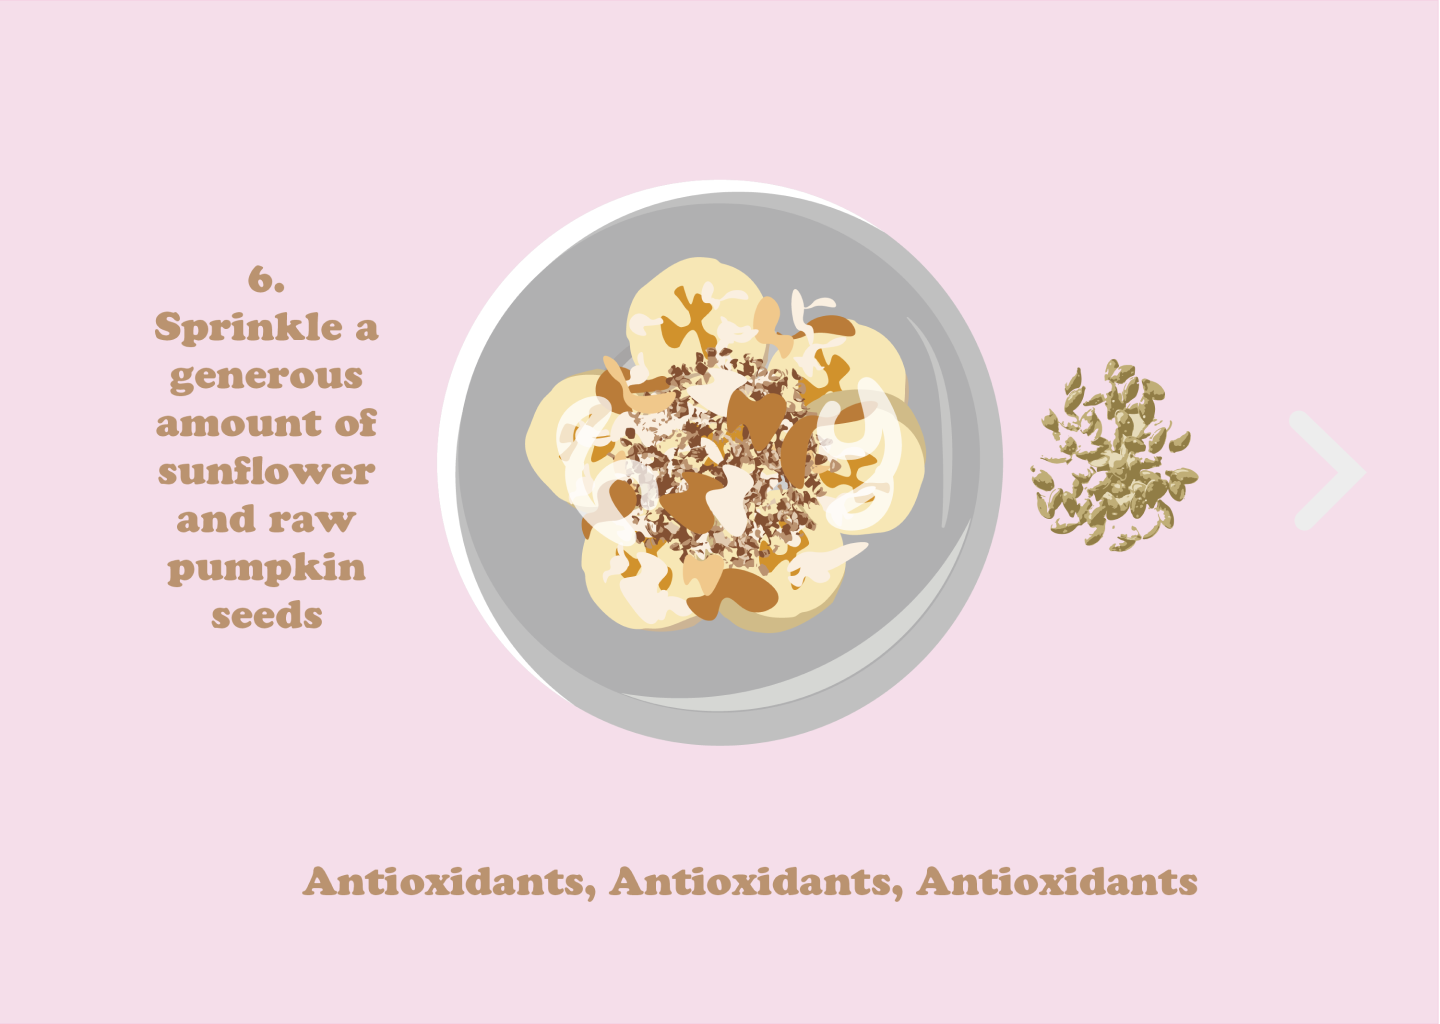 6.
Sprinkle a
generous
amount of
sunflower
and raw
pumpkin
seeds
Antioxidants, Antioxidants, Antioxidants